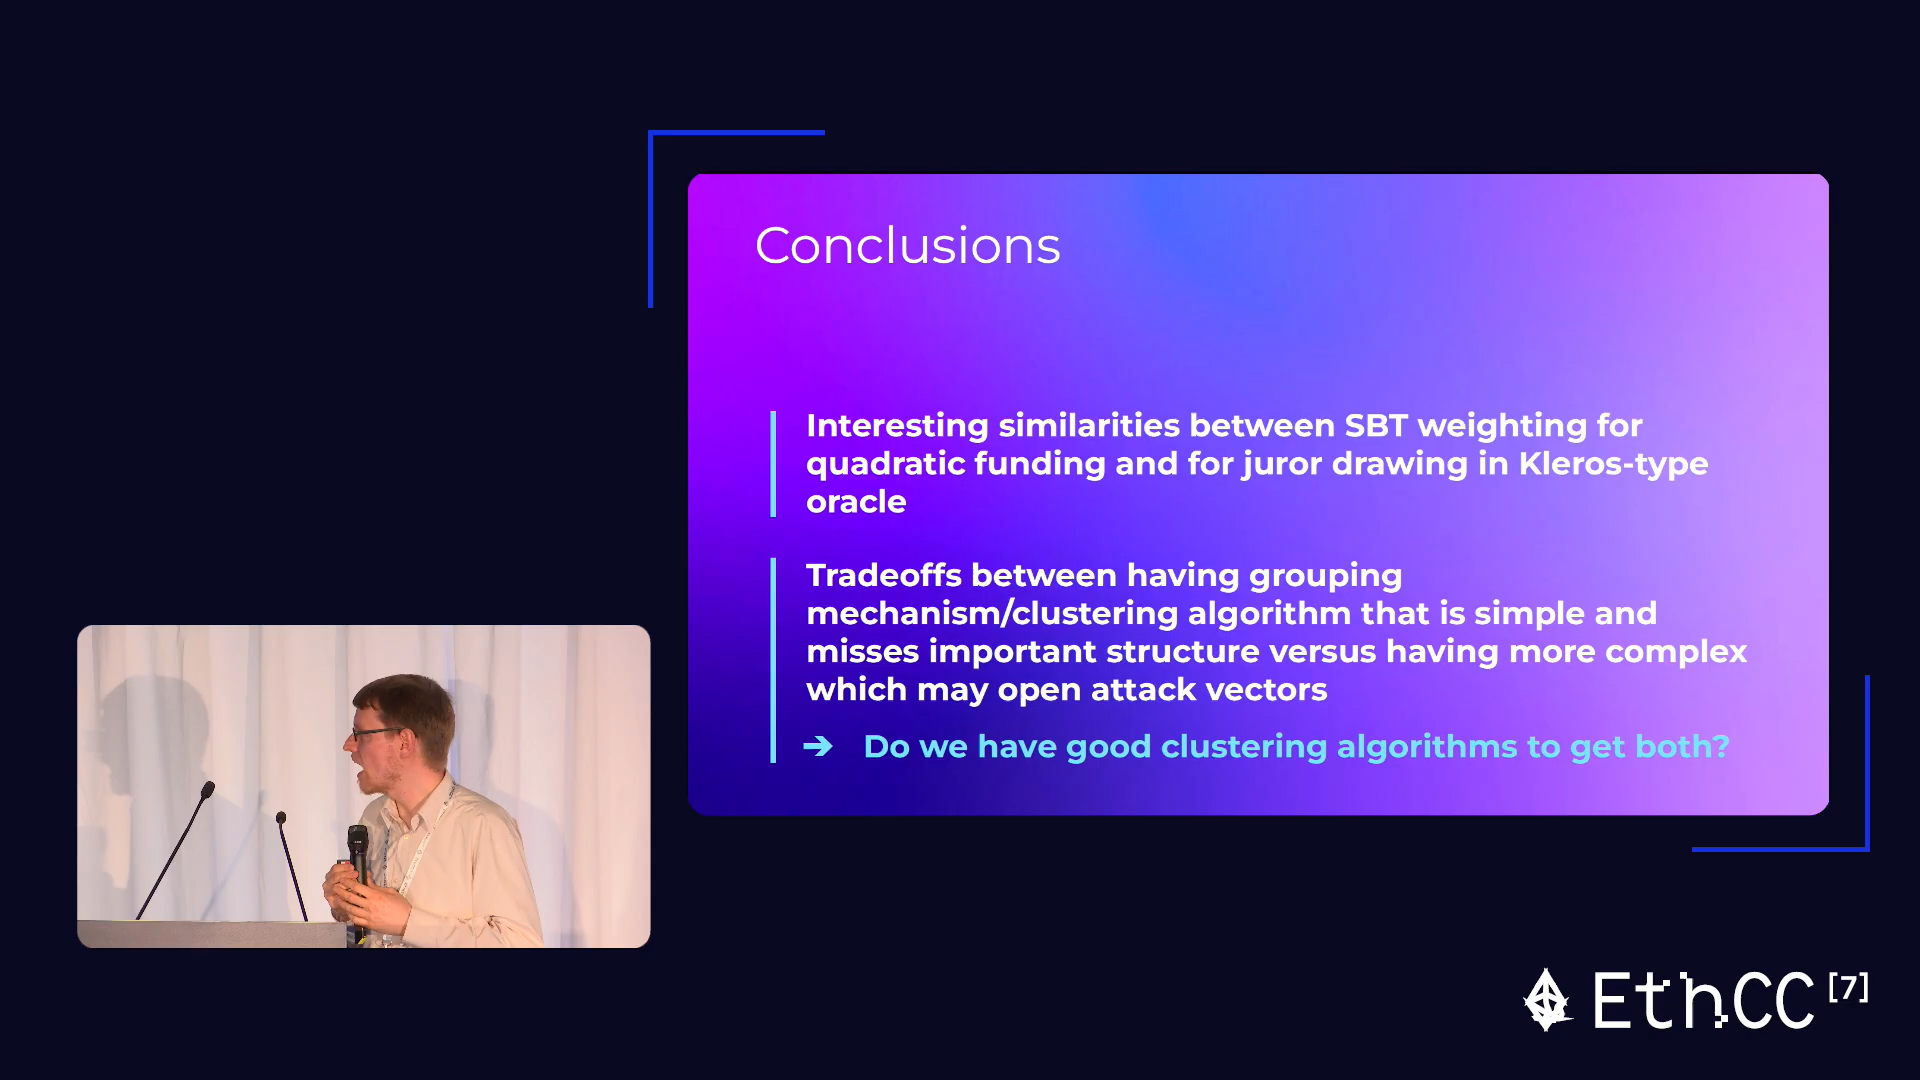 Conclusions
Interesting similarities between SBT weighting for
quadratic funding and for juror drawing in Kleros-type
oracle
Tradeoffs between having grouping
mechanism/clustering algorithm that is simple and
misses important structure versus having more complex
which may open attack vectors
➔ Do we have good clustering algorithms to get both?
EthCC[7]